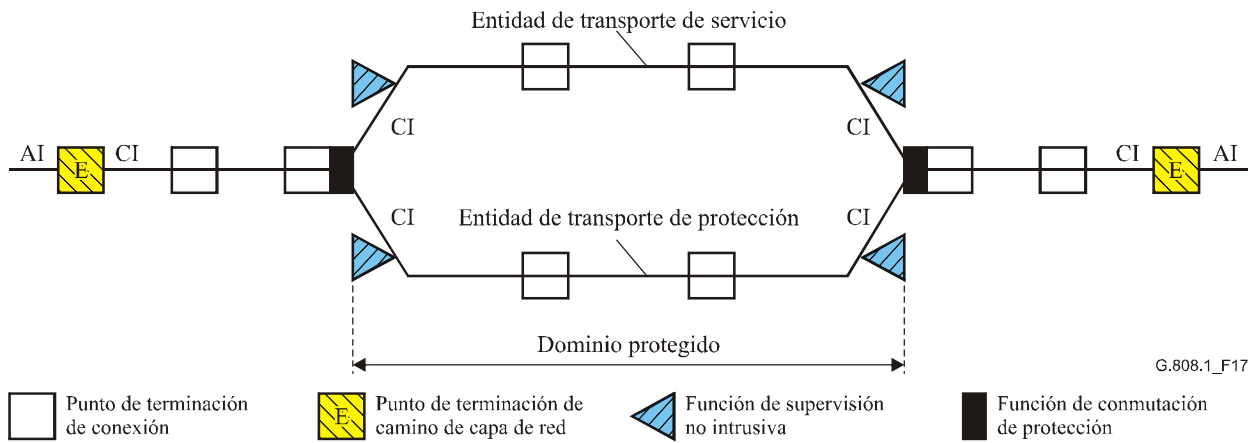 Entidad de transporte de servicio
CI
CI
AI
E
CI
CI
E
AI
CI
Entidad de transporte de protección
CI
Dominio protegido
G.808.1_F17
Punto de terminación
de conexión
E
Punto de terminación de
camino de capa de red
Función de supervisión
no intrusiva
Función de conmutación
de protección